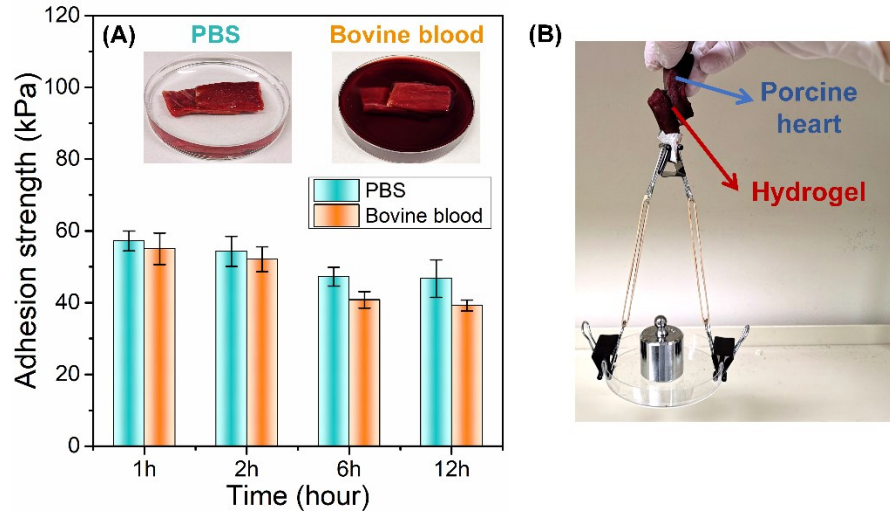 (A)
PBS
Bovine blood
120
100
80
60
40
20
0
Adhesion strength (kPa)
PBS
Bovine blood
1h
2h
6h
12h
Time (hour)
(B)
Porcine
heart
Hydrogel